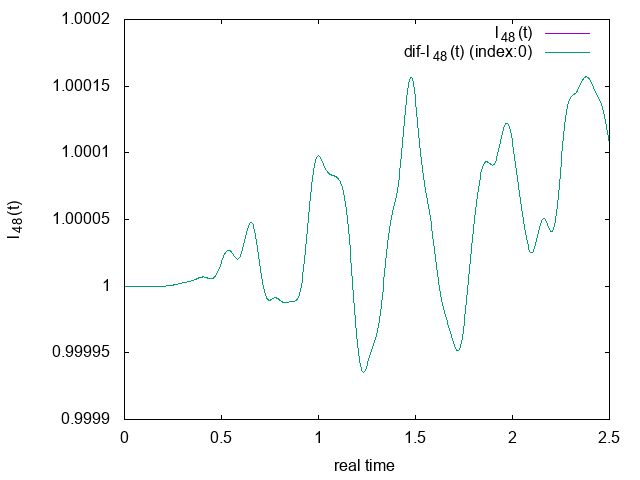 1.0002
1.00015
1.0001
1.00005
1
0.99995
0.9999
0 0.5 1 1.5 2 2.5
real time
I48(t)
I48(t)
dif-I48(t) (index:0)